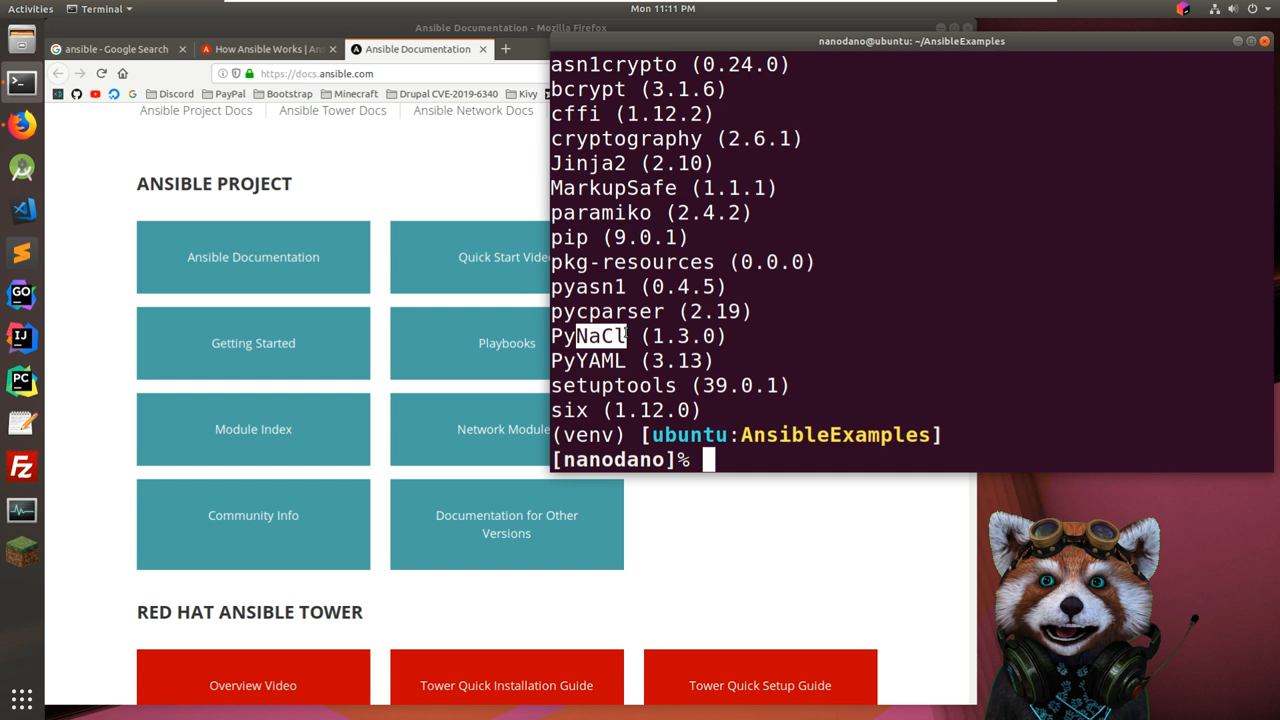 Activities
Terminal
Mon 11:11 PM
Ansible Documentation - Mozilla Firefox
nanodano@ubuntu: ~/AnsibleExamples
ansible - Google Search
How Ansible Works | An
Ansible Documentation
https://docs.ansible.com
Discord
PayPal
Bootstrap
Minecraft
Drupal CVE-2019-6340
Kivy
Ansible Project Docs
Ansible Tower Docs
Ansible Network Docs
ANSIBLE PROJECT
Ansible Documentation
Quick Start Vide
Getting Started
Playbooks
Module Index
Network Module
Community Info
Documentation for Other
Versions
RED HAT ANSIBLE TOWER
Overview Video
Tower Quick Installation Guide
Tower Quick Setup Guide
asn1crypto (0.24.0)
bcrypt (3.1.6)
cffi (1.12.2)
cryptography (2.6.1)
Jinja2 (2.10)
MarkupSafe (1.1.1)
paramiko (2.4.2)
pip (9.0.1)
pkg-resources (0.0.0)
pyasn1 (0.4.5)
pycparser (2.19)
PyNaCl (1.3.0)
PyYAML (3.13)
setuptools (39.0.1)
six (1.12.0)
(venv) [ubuntu:AnsibleExamples]
[nanodano]%
GO
IJ
PC
FZ